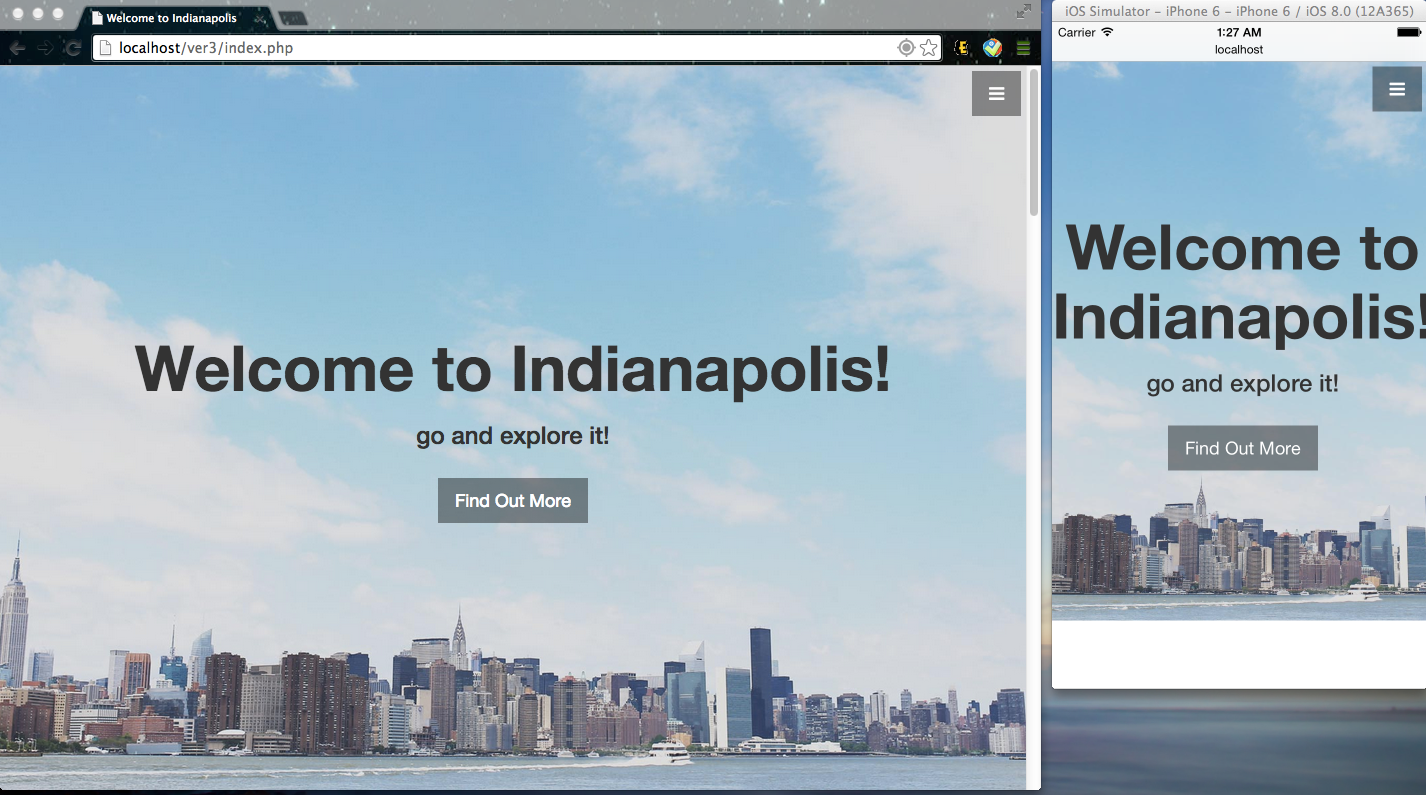 Welcome to Indianapolis
localhost/ver3/index.php
Welcome to Indianapolis!
go and explore it!
Find Out More
iOS Simulator - iPhone 6 - iPhone 6 / iOS 8.0 (12A365)
Carrier 1:27 AM
localhost
Welcome to
Indianapolis!
go and explore it!
Find Out More